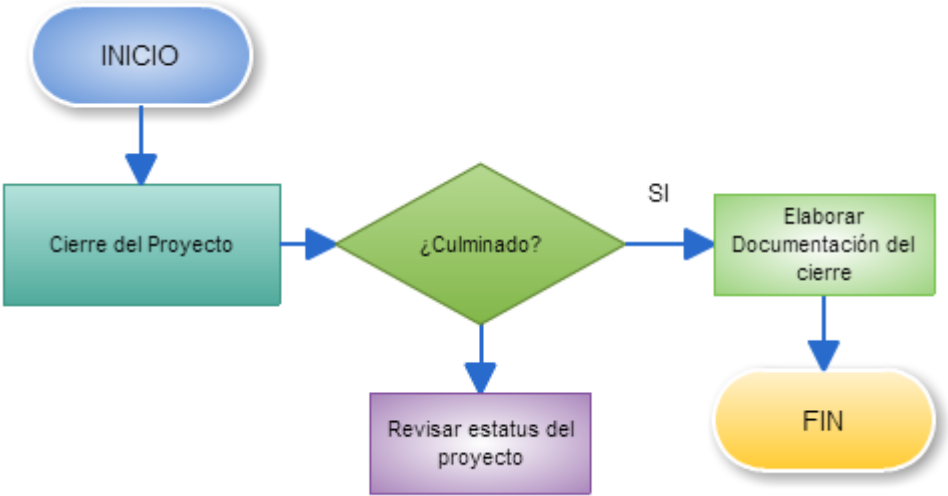 INICIO
Cierre del Proyecto
¿Culminado?
SI
Elaborar
Documentación del
cierre
Revisar estatus del
proyecto
FIN